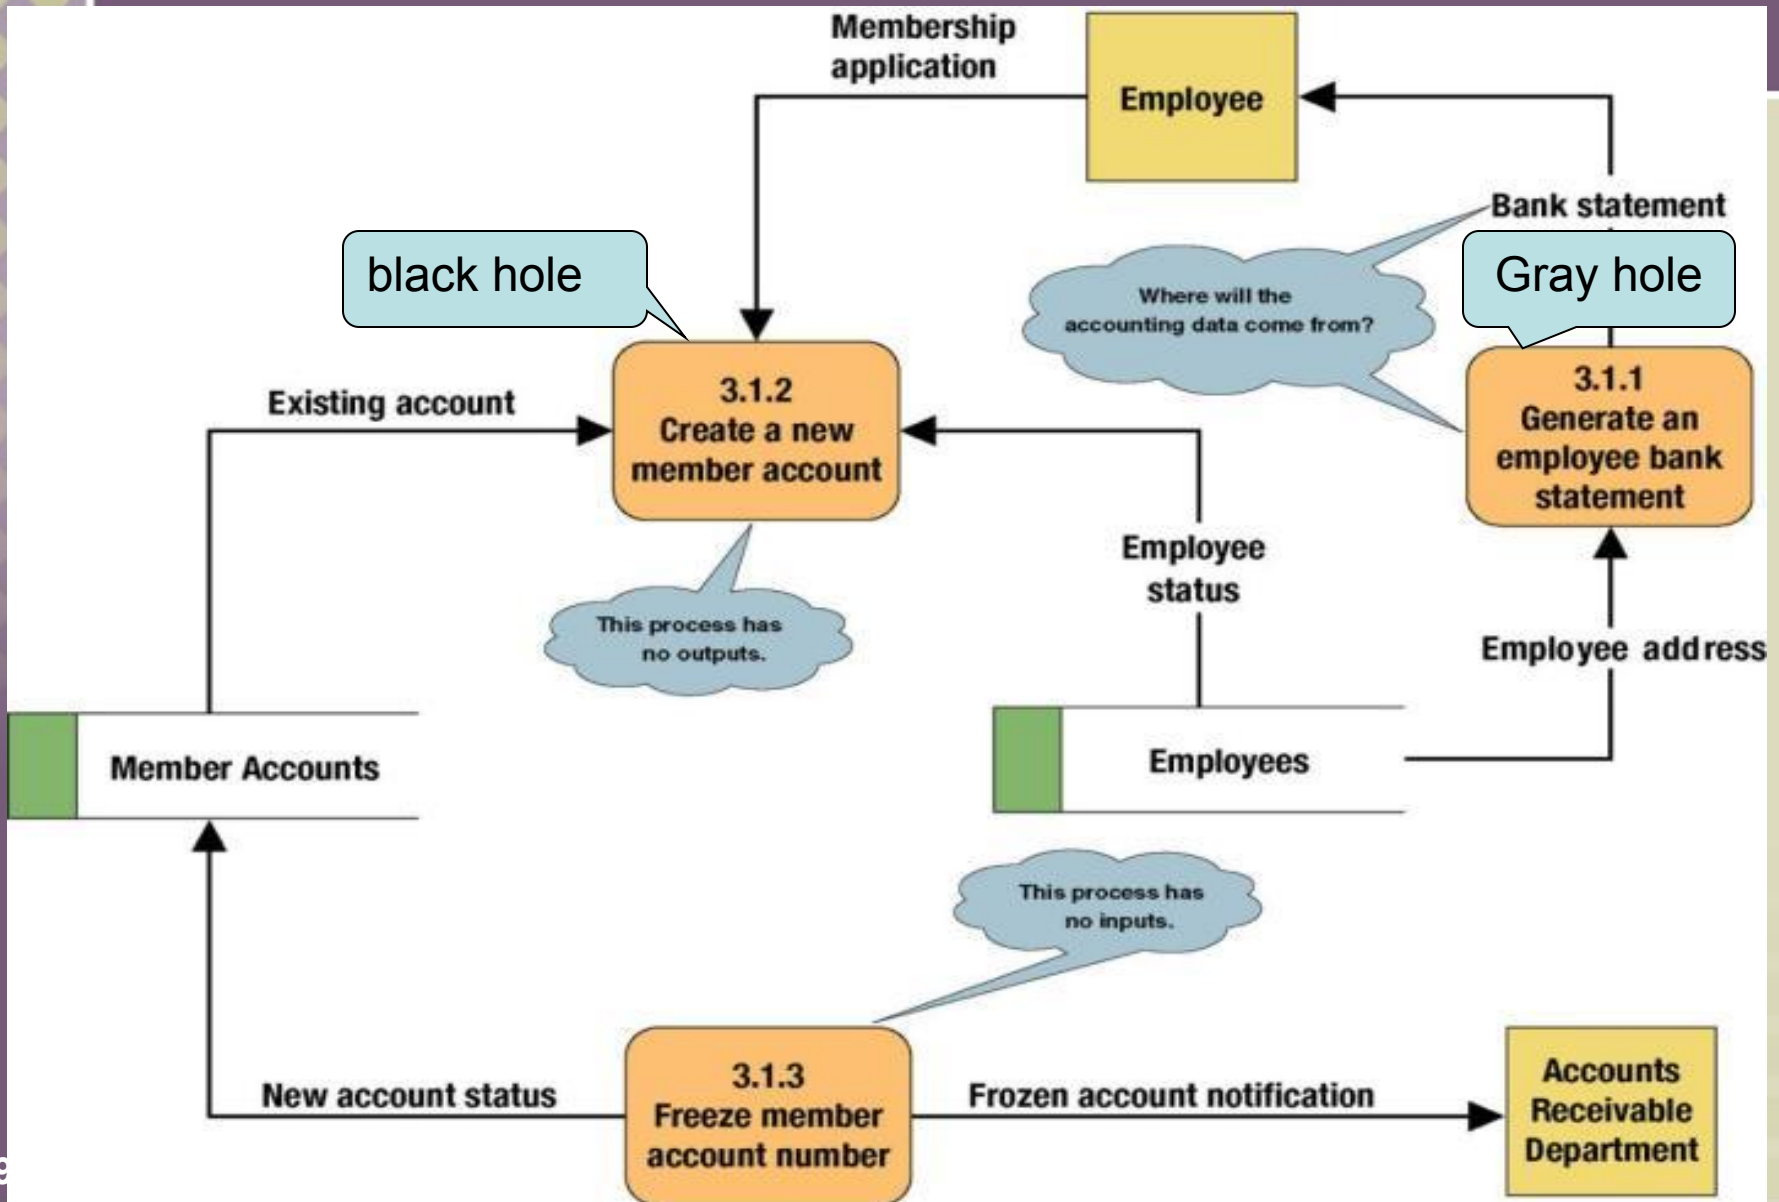 Membership
application
Employee
Bank statement
black hole
Gray hole
Where will the
accounting data come from?
3.1.2
Create a new
member account
3.1.1
Generate an
employee bank
statement
Existing account
Employee
status
This process has
no outputs.
Employee address
Member Accounts
Employees
This process has
no inputs.
New account status
3.1.3
Freeze member
account number
Frozen account notification
Accounts
Receivable
Department
9